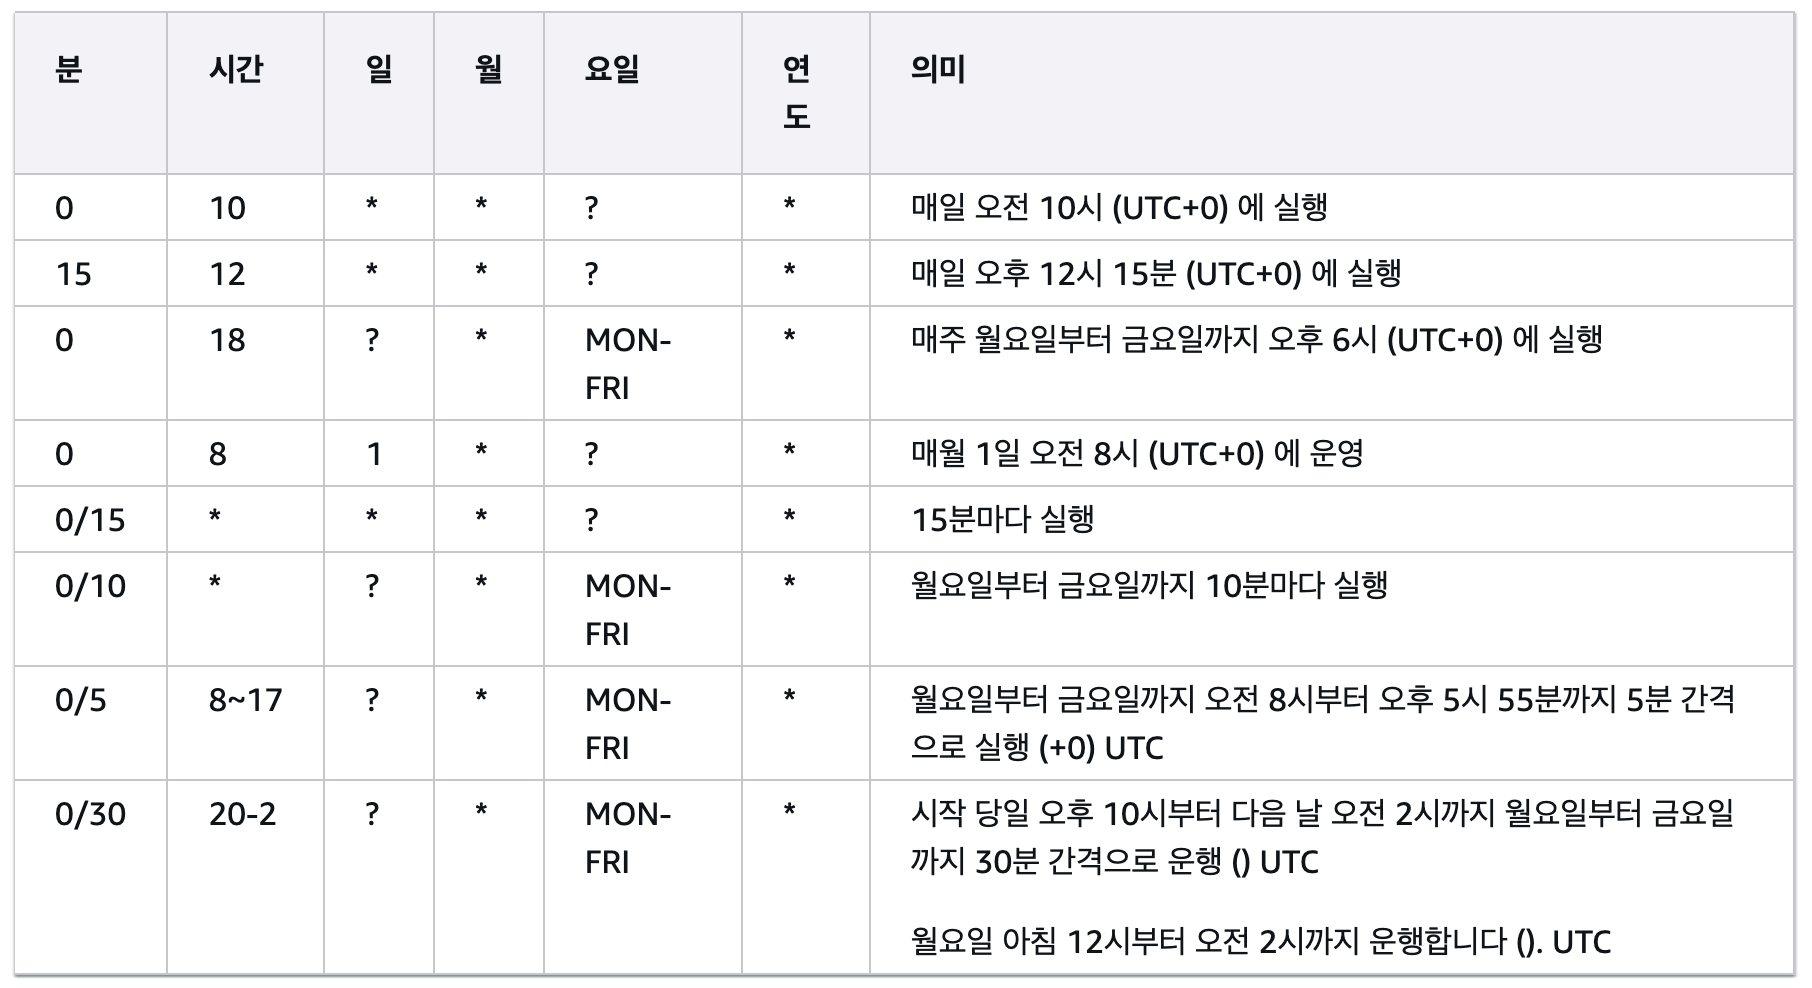 분 시간 일 월 요일 연
도 의미
0 10 * * ? * 매일 오전 10시 (UTC+0) 에 실행
15 12 * * ? * 매일 오후 12시 15분 (UTC+0) 에 실행
0 18 ? * MON- * 매주 월요일부터 금요일까지 오후 6시 (UTC+0) 에 실행
FRI
0 8 1 * ? * 매월 1일 오전 8시 (UTC+0) 에 운영
0/15 * * * ? * 15분마다 실행
0/10 * ? * MON- * 월요일부터 금요일까지 10분마다 실행
FRI
0/5 8~17 ? * MON- * 월요일부터 금요일까지 오전 8시부터 오후 5시 55분까지 5분 간격
FRI 으로 실행 (+0) UTC
0/30 20-2 ? * MON- * 시작 당일 오후 10시부터 다음 날 오전 2시까지 월요일부터 금요일
FRI 까지 30분 간격으로 운행 () UTC
월요일 아침 12시부터 오전 2시까지 운행합니다 (). UTC